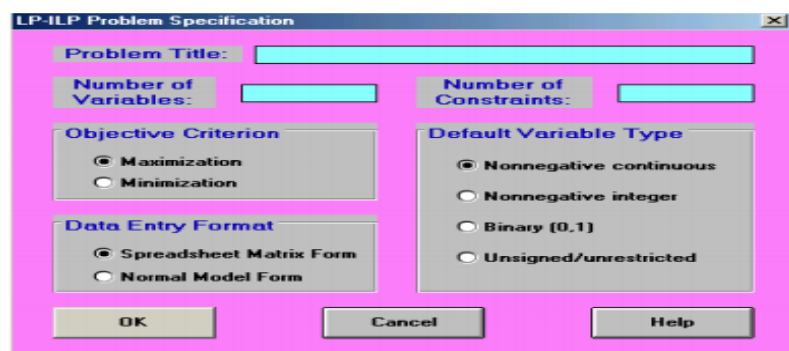 LP-ILP Problem Specification
Problem Title:
Number of
Variables:
Number of
Constraints:
Objective Criterion
Maximization
Minimization
Default Variable Type
Nonnegative continuous
Nonnegative integer
Binary (0,1)
Unsigned/unrestricted
Data Entry Format
Spreadsheet Matrix Form
Normal Model Form
OK
Cancel
Help